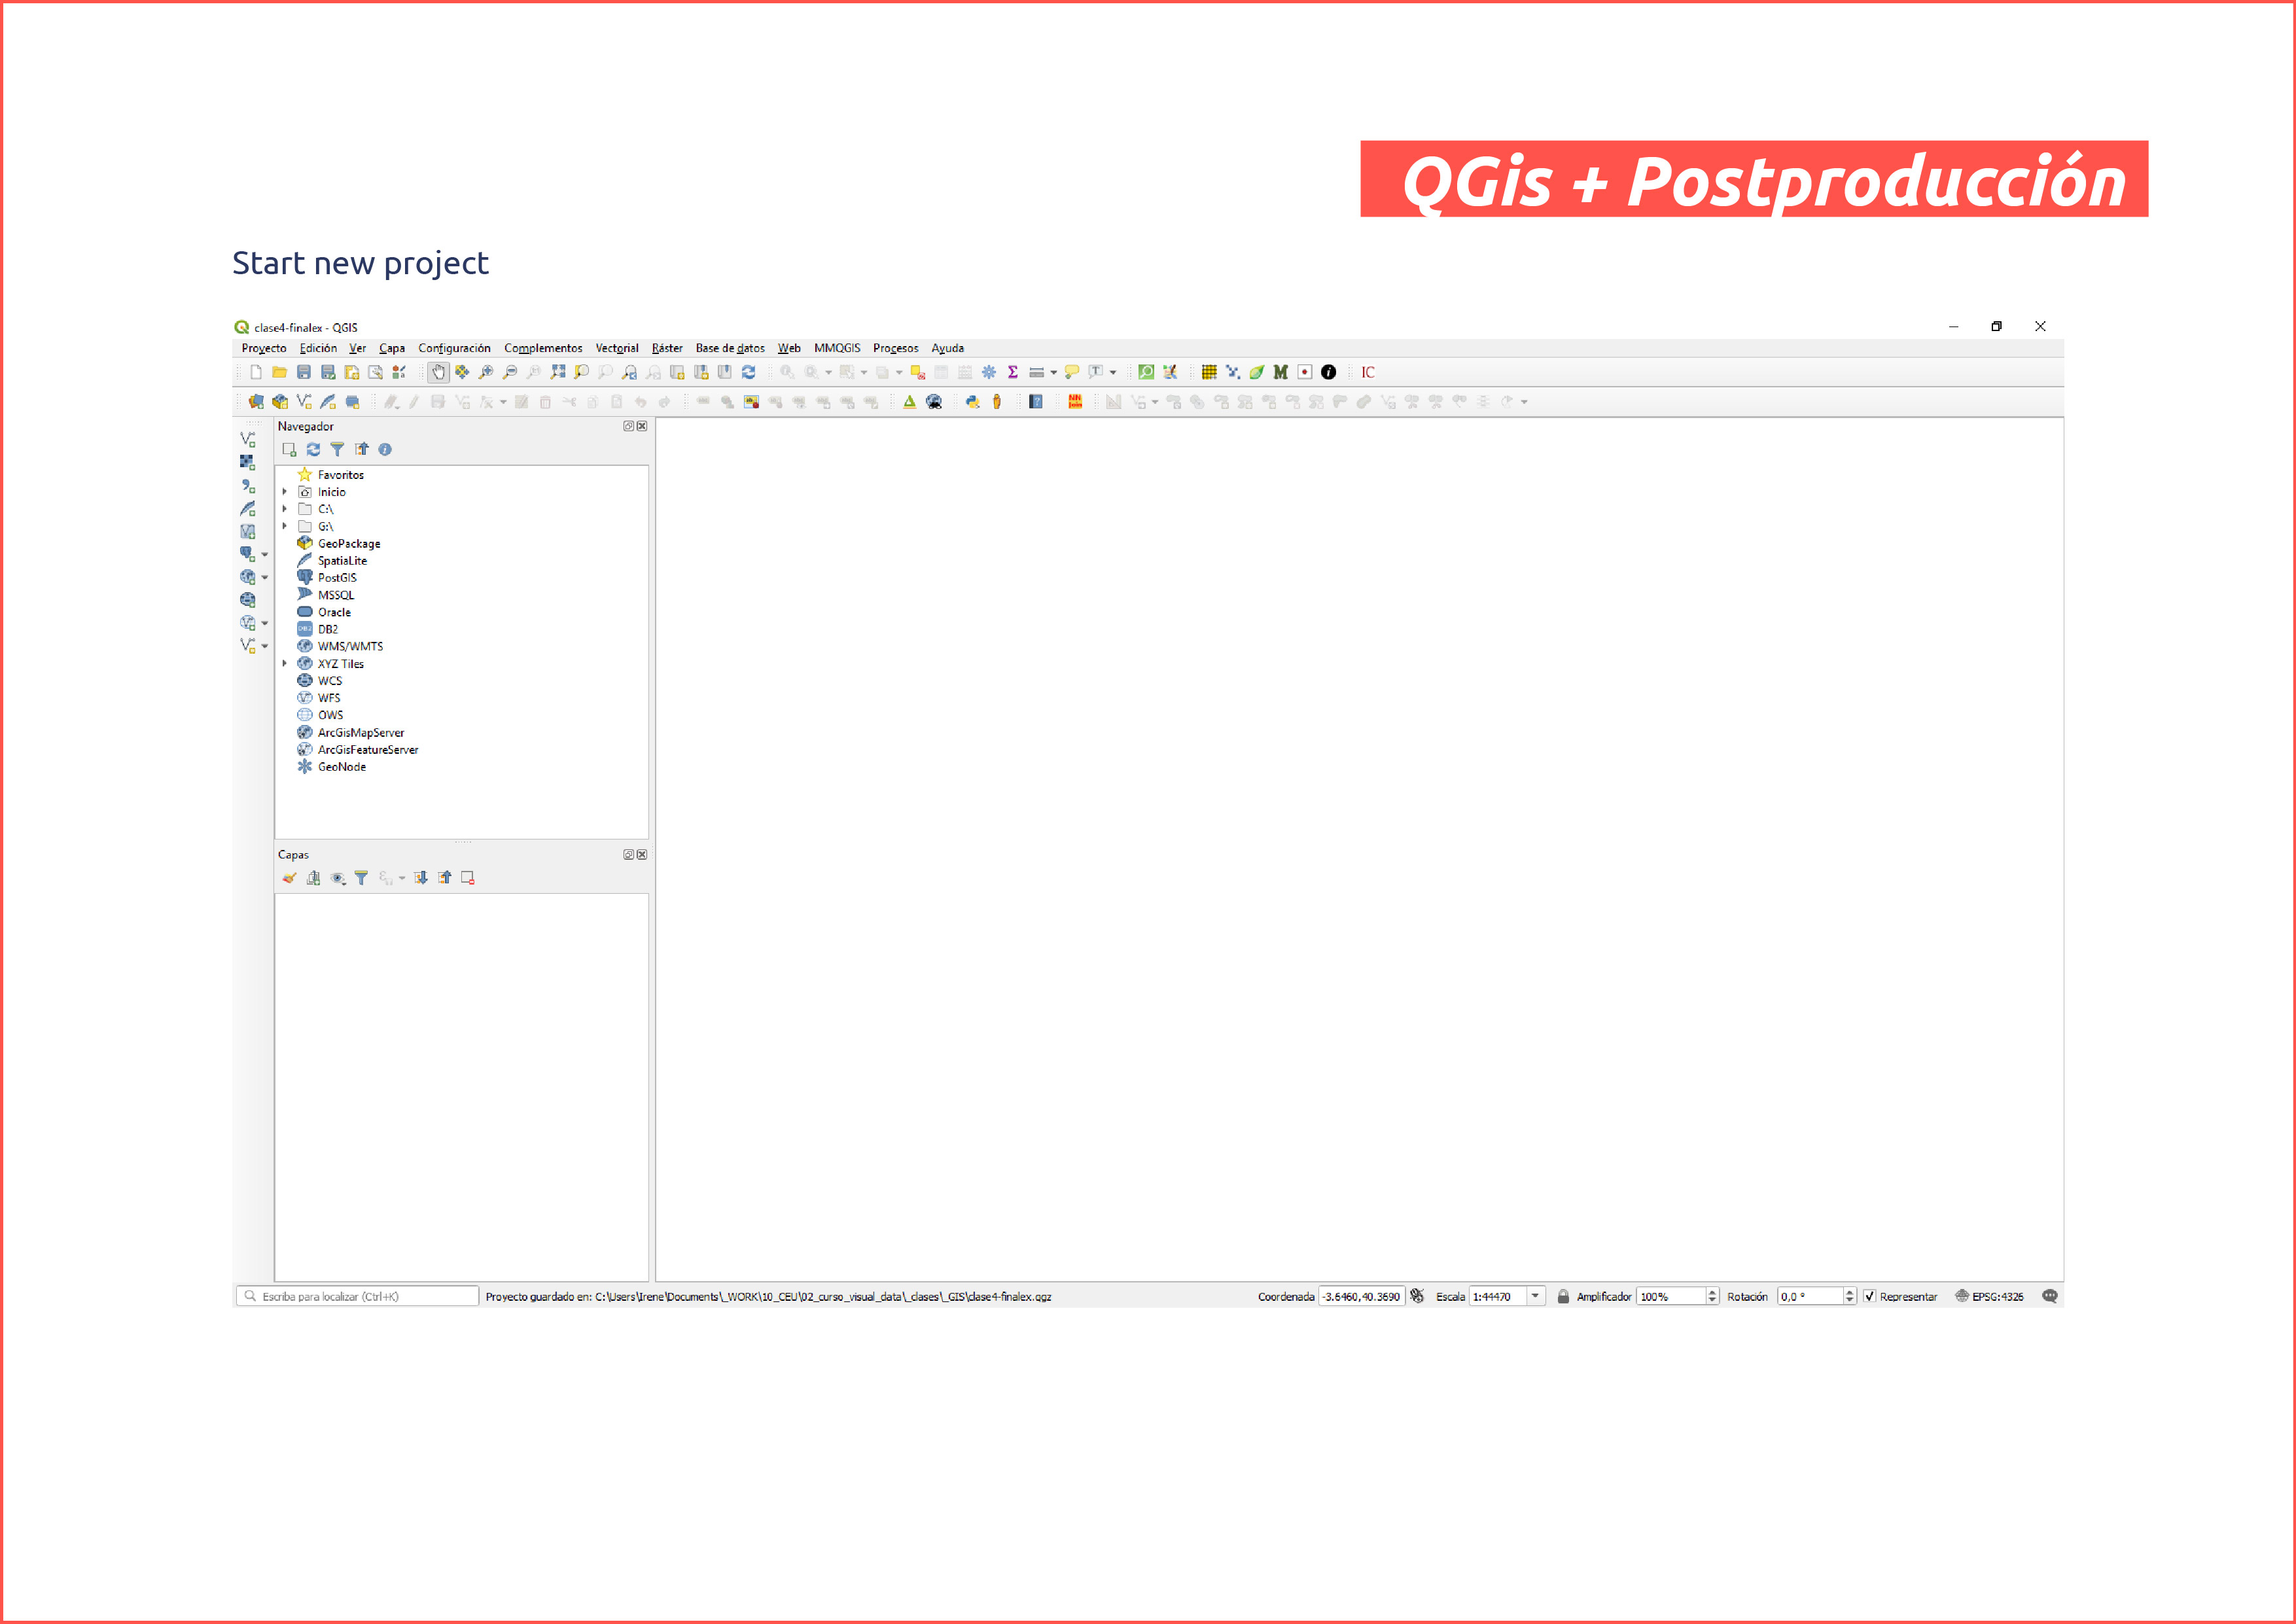 QGis + Postproducción
Start new project
clase4-finalex - QGIS
Proyecto Edición Ver Capa Configuración Complementos Vectorial Ráster Base de datos Web MMQGIS Procesos Ayuda
IC
Navegador
Favoritos
Inicio
C:\
G:\
GeoPackage
SpatiaLite
PostGIS
MSSQL
Oracle
DB2
WMS/WMTS
XYZ Tiles
WCS
WFS
OWS
ArcGisMapServer
ArcGisFeatureServer
GeoNode
Capas
Escriba para localizar (Ctrl+K) Proyecto guardado en: C:\Users\Irene\Documents\_WORK\10_CEU\02_curso_visual_data\_clases\_GIS\clase4-finalex.qgz Coordenada -3.6460,40.3690 Escala 1:44470 Amplificador 100% Rotación 0,0 ° Representar EPSG:4326